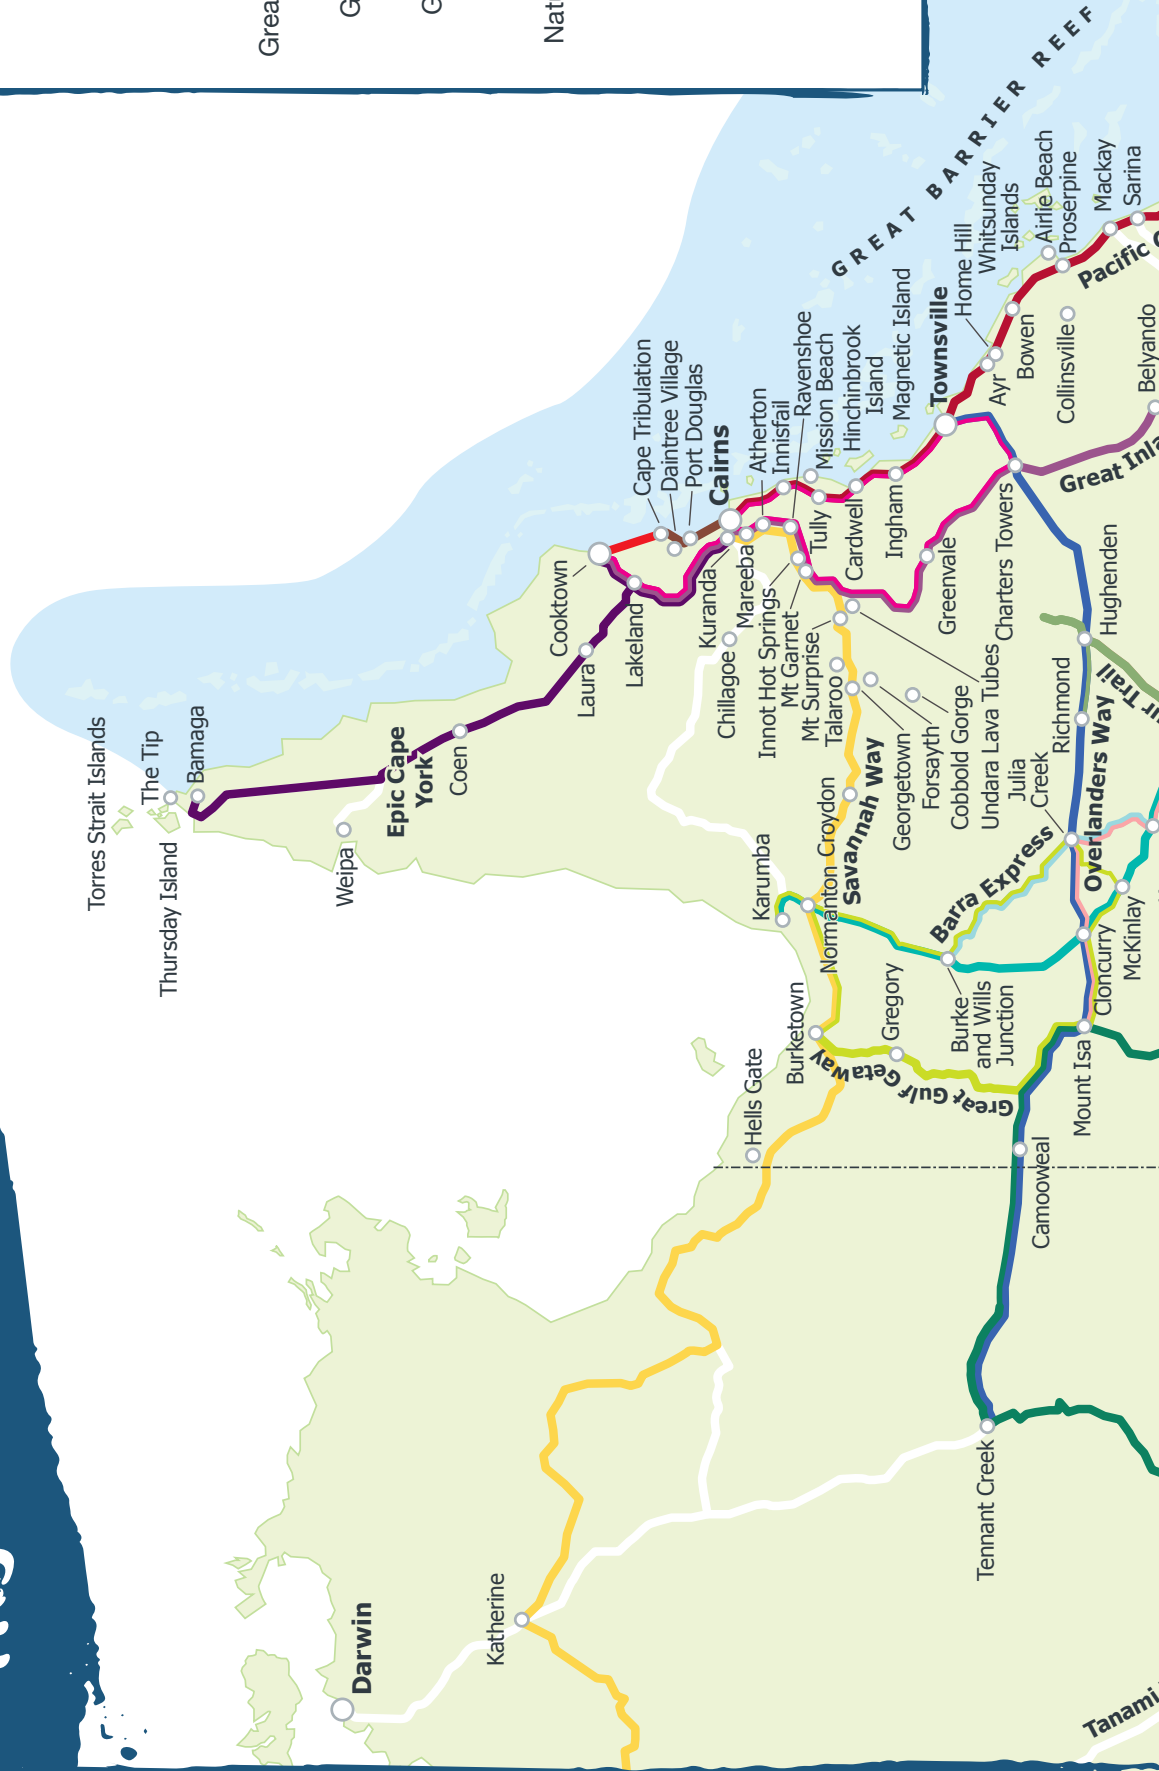 Grea
G
G
Nat
GREAT BARRIER REEF
Torres Strait Islands
The Tip
Bamaga
Thursday Island
Weipa
Epic Cape
York
Coen
Laura
Cooktown
Lakeland
Cape Tribulation
Daintree Village
Port Douglas
Cairns
Kuranda
Mareeba
Atherton
Innisfail
Ravenshoe
Mission Beach
Hinchinbrook
Island
Magnetic Island
Tully
Cardwell
Ingham
Townsville
Home Hill
Whitsunday
Islands
Ayr
Bowen
Airlie Beach
Proserpine
Collinsville
Mackay
Sarina
Pacific
Belyando
Great Inla
Charters Towers
Greenvale
Chillagoe
Innot Hot Springs
Mt Garnet
Mt Surprise
Talaroo
Georgetown
Forsayth
Cobbold Gorge
Undara Lava Tubes
Croydon
Savannah Way
Normanton
Karumba
Hughenden
Richmond
ur Trail
Julia
Creek
Overlanders Way
Barra Express
Burke
and Wills
Junction
Cloncurry
McKinlay
Mount Isa
Gregory
Burketown
Great Gulf Getaway
Hells Gate
Camooweal
Tennant Creek
Katherine
Darwin
Tanami